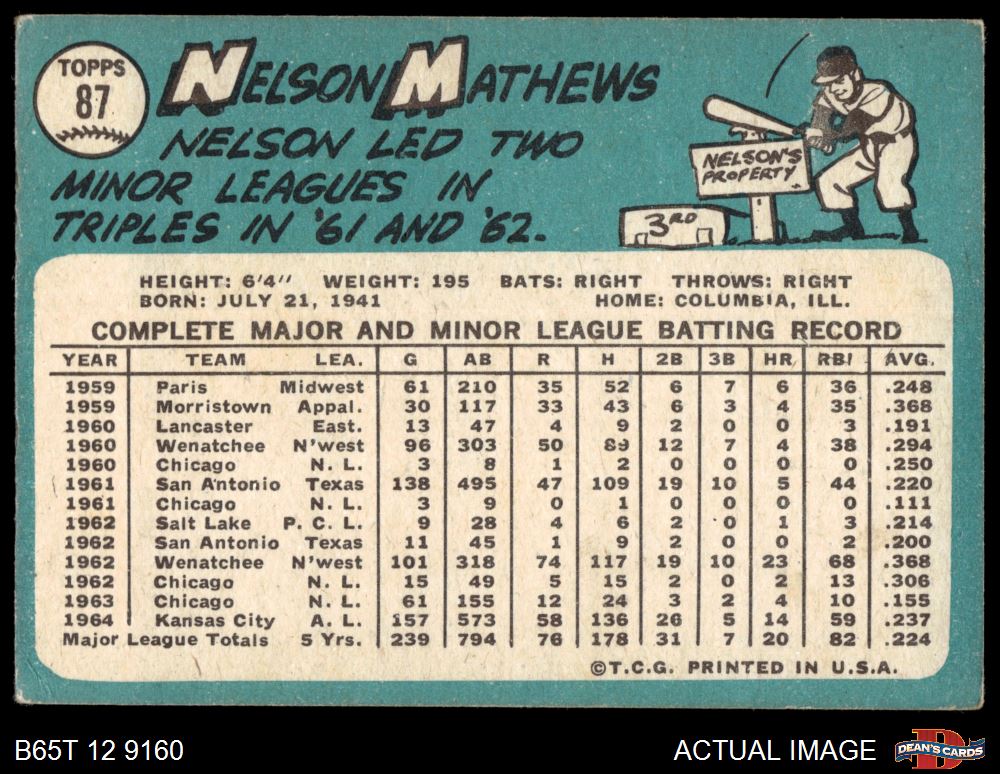 TOPPS
87
NELSON MATHEWS
NELSON LED TWO
MINOR LEAGUES IN
TRIPLES IN '61 AND '62.
NELSON'S
PROPERTY
3RD
HEIGHT: 6'4" WEIGHT: 195 BATS: RIGHT THROWS: RIGHT
BORN: JULY 21, 1941 HOME: COLUMBIA, ILL.
COMPLETE MAJOR AND MINOR LEAGUE BATTING RECORD
YEAR TEAM LEA. G AB R H 2B 3B HR RBI AVG.
1959 Paris Midwest 61 210 35 52 6 7 6 36 .248
1959 Morristown Appal. 30 117 33 43 6 3 4 35 .368
1960 Lancaster East. 13 47 4 9 2 0 0 3 .191
1960 Wenatchee N'west 96 303 50 89 12 7 4 38 .294
1960 Chicago N. L. 3 8 1 2 0 0 0 0 .250
1961 San Antonio Texas 138 495 47 109 19 10 5 44 .220
1961 Chicago N. L. 3 9 0 1 0 0 0 0 .111
1962 Salt Lake P. C. L. 9 28 4 6 2 0 1 3 .214
1962 San Antonio Texas 11 45 1 9 2 0 0 2 .200
1962 Wenatchee N'west 101 318 74 117 19 10 23 68 .368
1962 Chicago N. L. 15 49 5 15 2 0 2 13 .306
1963 Chicago N. L. 61 155 12 24 3 2 4 10 .155
1964 Kansas City A. L. 157 573 58 136 26 5 14 59 .237
Major League Totals 5 Yrs. 239 794 76 178 31 7 20 82 .224
©T.C.G. PRINTED IN U.S.A.
B65T 12 9160
ACTUAL IMAGE
DEAN'S CARDS